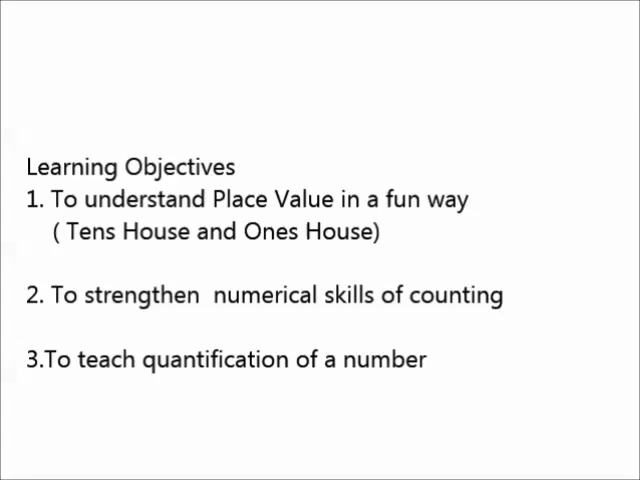 Learning Objectives
1. To understand Place Value in a fun way
( Tens House and Ones House)
2. To strengthen  numerical skills of counting
3.To teach quantification of a number